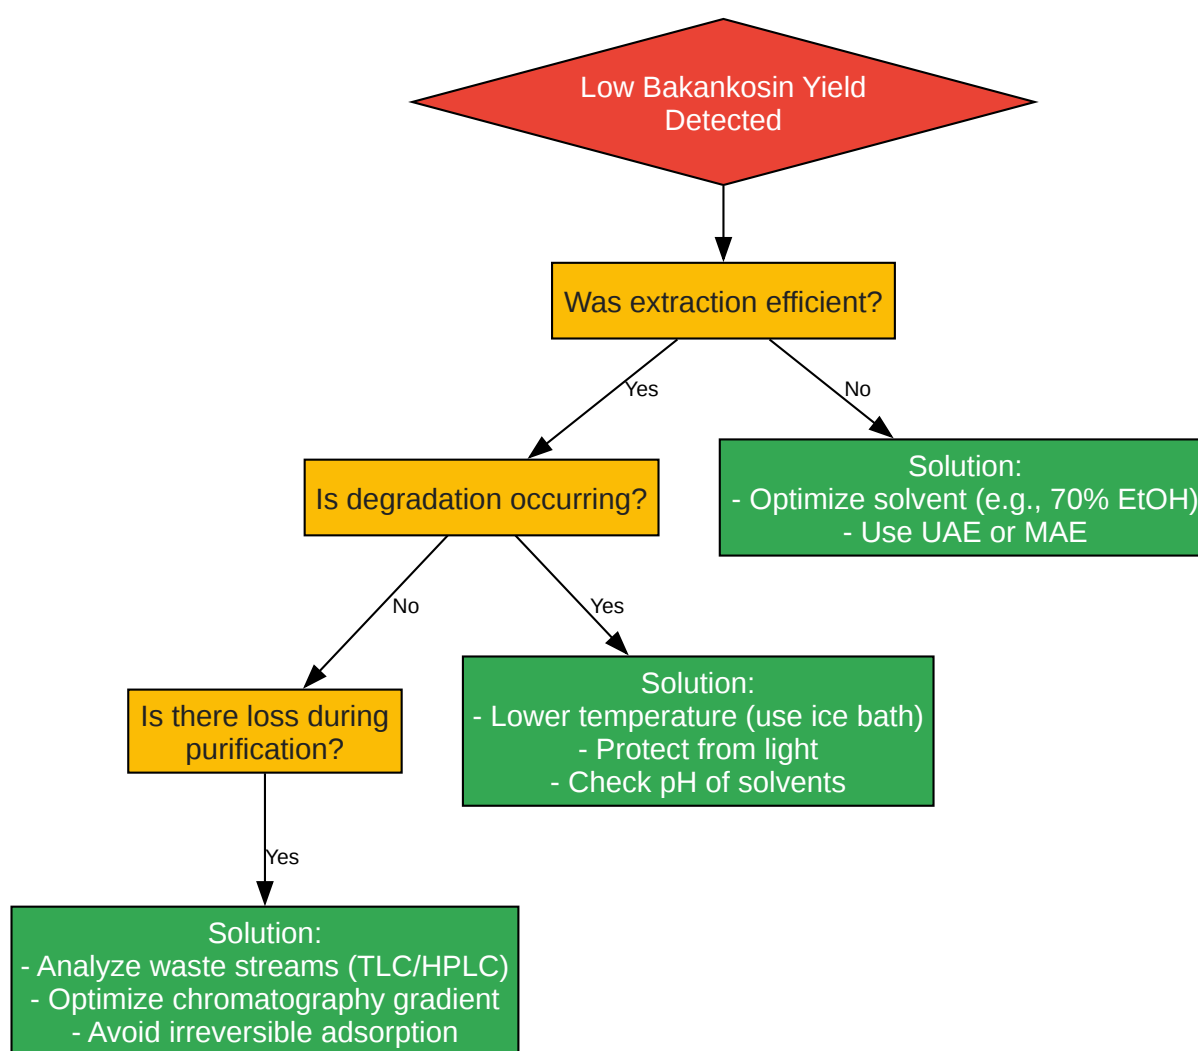 Low Bakankosin Yield
Detected
Was extraction efficient?
Yes
No
Solution:
- Optimize solvent (e.g., 70% EtOH)
- Use UAE or MAE
Is degradation occurring?
No
Yes
Solution:
- Lower temperature (use ice bath)
- Protect from light
- Check pH of solvents
Is there loss during
purification?
Yes
Solution:
- Analyze waste streams (TLC/HPLC)
- Optimize chromatography gradient
- Avoid irreversible adsorption